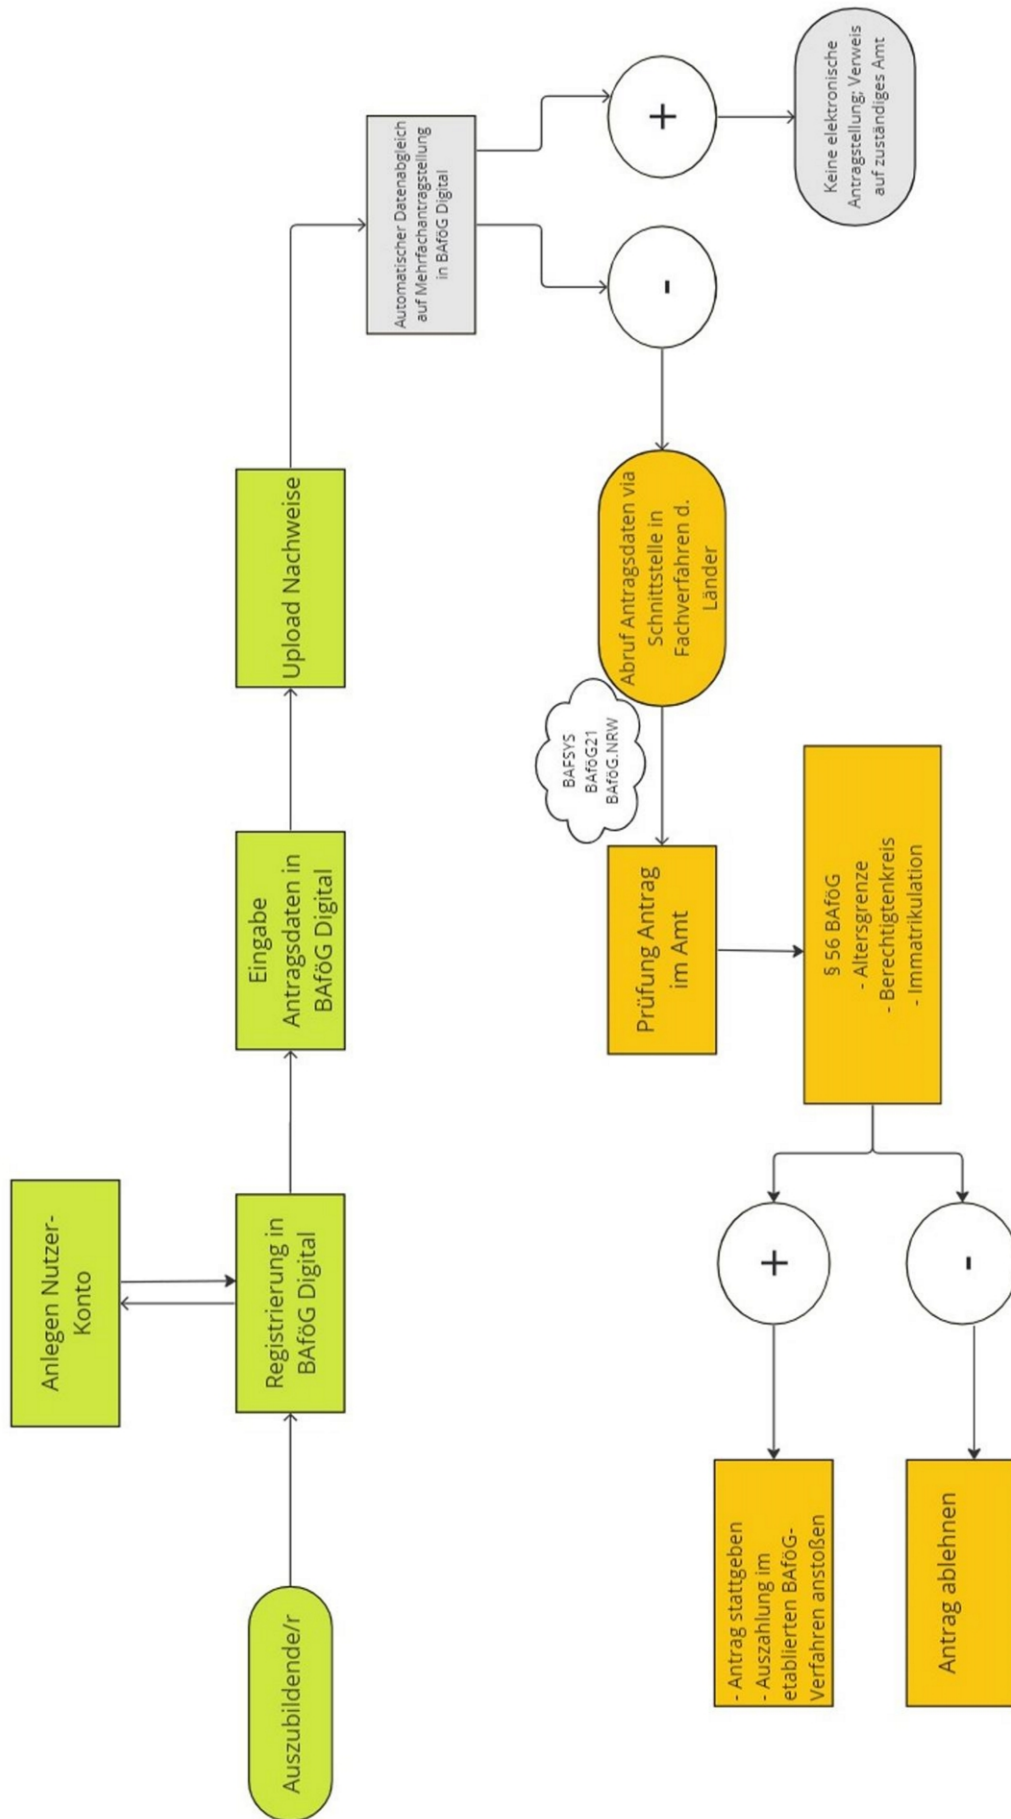 Auszubildende/r
Anlegen Nutzer-
Konto
Registrierung in
BAföG Digital
Eingabe
Antragsdaten in
BAföG Digital
Upload Nachweise
Automatischer Datenabgleich
auf Mehrfachantragstellung
in BAföG Digital
-
+
Keine elektronische
Antragstellung; Verweis
auf zuständiges Amt
Abruf Antragsdaten via
Schnittstelle in
Fachverfahren d.
Länder
BAFSYS
BAföG21
BAföG.NRW
Prüfung Antrag
im Amt
§ 56 BAföG
- Altersgrenze
- Berechtigtenkreis
- Immatrikulation
+
-
- Antrag stattgeben
- Auszahlung im
etablierten BAföG-
Verfahren anstoßen
Antrag ablehnen